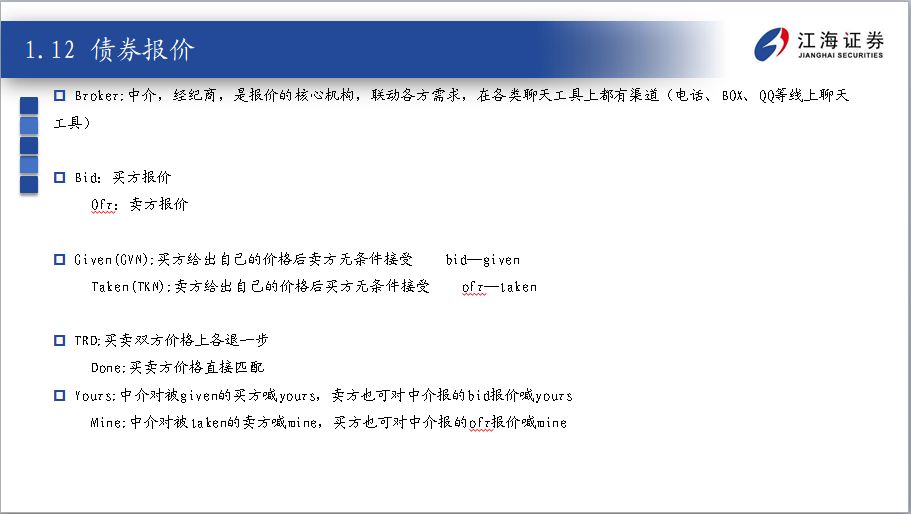 1.12 债券报价
江海证券
JIANGHAI SECURITIES
Broker:中介，经纪商，是报价的核心机构，联动各方需求，在各类聊天工具上都有渠道（电话、BOX、QQ等线上聊天
工具）
Bid：买方报价
Ofr：卖方报价
Given(GVN):买方给出自己的价格后卖方无条件接受 bid—given
Taken(TKN):卖方给出自己的价格后买方无条件接受 ofr—taken
TRD:买卖双方价格上各退一步
Done:买卖方价格直接匹配
Yours:中介对被given的买方喊yours，卖方也可对中介报的bid报价喊yours
Mine:中介对被taken的卖方喊mine，买方也可对中介报的ofr报价喊mine